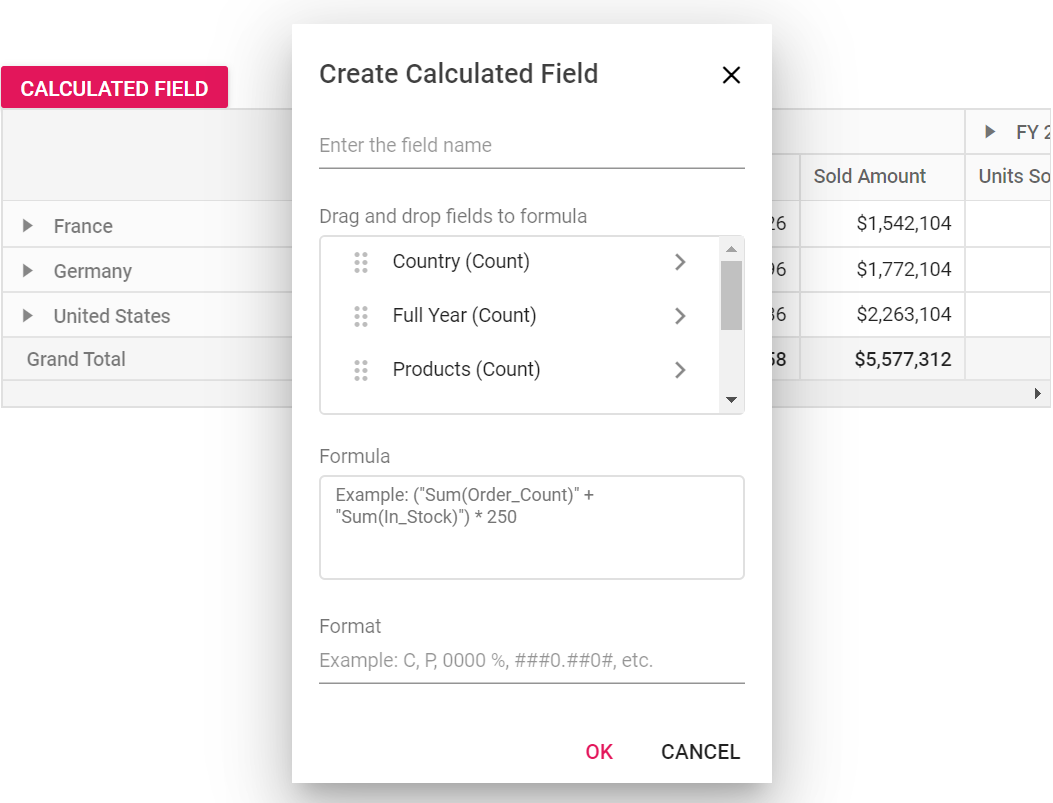 Create Calculated Field
CALCULATED FIELD
Enter the field name
Drag and drop fields to formula
Country (Count)
Full Year (Count)
Products (Count)
Formula
Example: ("Sum(Order_Count)" +
"Sum(In_Stock)") * 250
Format
Example: C, P, 0000 %, ###0.##0#, etc.
OK CANCEL
FY 2
Sold Amount Units So
France 26 $1,542,104
Germany 96 $1,772,104
United States 36 $2,263,104
Grand Total 58 $5,577,312